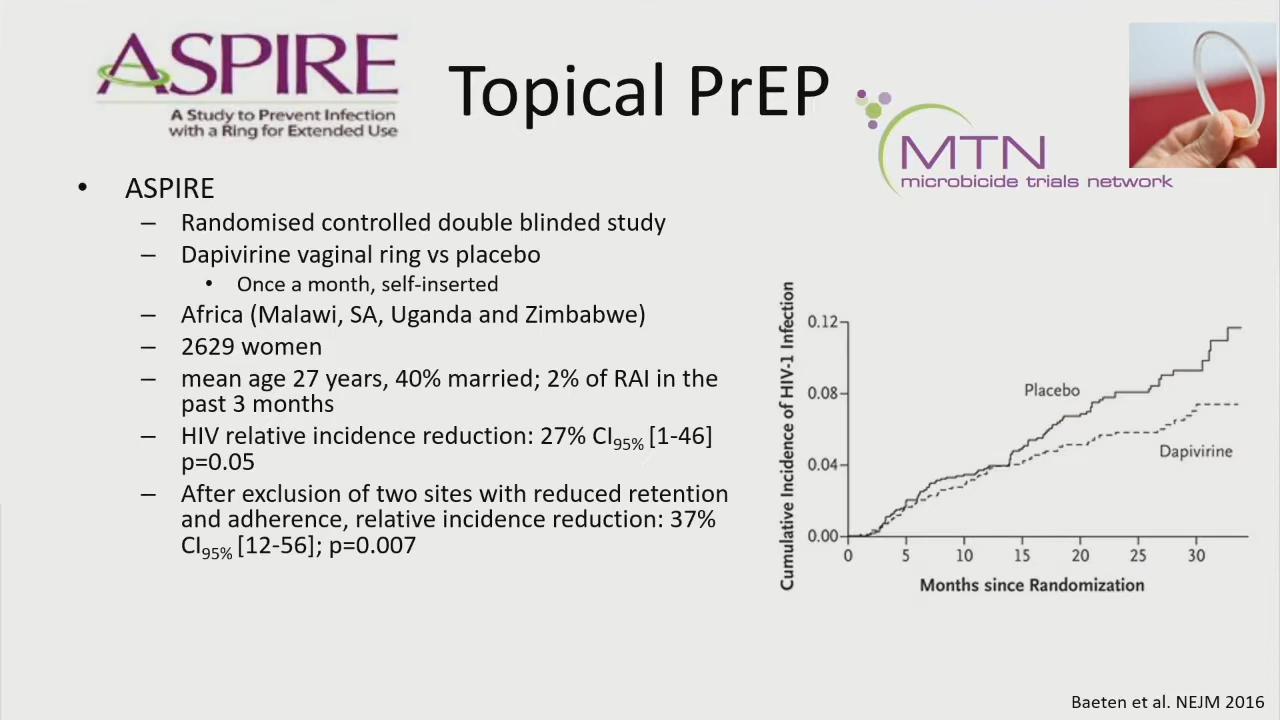 ASPIRE
A Study to Prevent Infection
with a Ring for Extended Use
Topical PrEP
MTN
microbicide trials network
• ASPIRE
– Randomised controlled double blinded study
– Dapivirine vaginal ring vs placebo
• Once a month, self-inserted
– Africa (Malawi, SA, Uganda and Zimbabwe)
– 2629 women
– mean age 27 years, 40% married; 2% of RAI in the
past 3 months
– HIV relative incidence reduction: 27% CI95% [1-46]
p=0.05
– After exclusion of two sites with reduced retention
and adherence, relative incidence reduction: 37%
CI95% [12-56]; p=0.007
Cumulative Incidence of HIV-1 Infection
0.12
0.08
0.04
0.00
Placebo
Dapivirine
0 5 10 15 20 25 30
Months since Randomization
Baeten et al. NEJM 2016